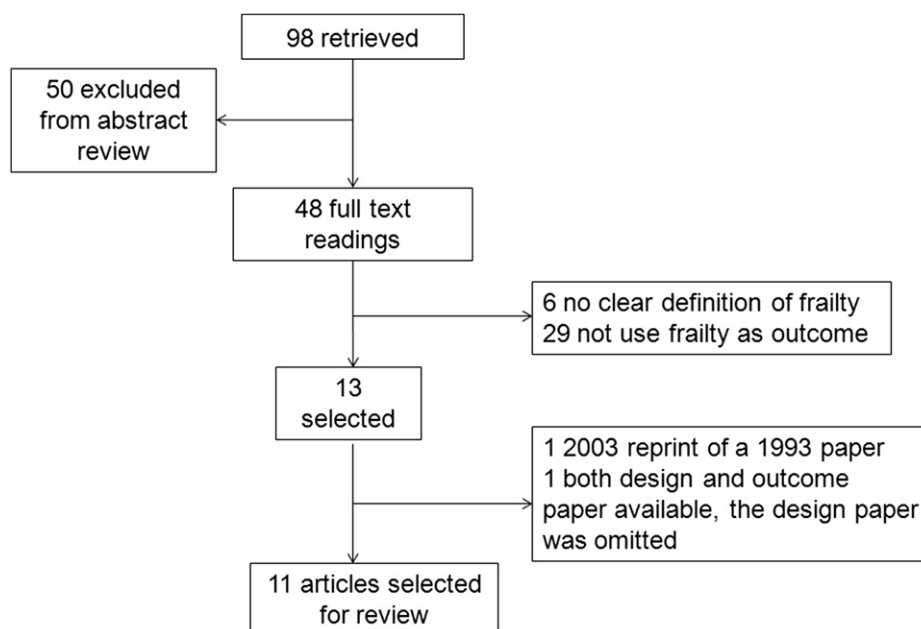 98 retrieved
50 excluded
from abstract
review
48 full text
readings
6 no clear definition of frailty
29 not use frailty as outcome
13
selected
1 2003 reprint of a 1993 paper
1 both design and outcome
paper available, the design paper
was omitted
11 articles selected
for review